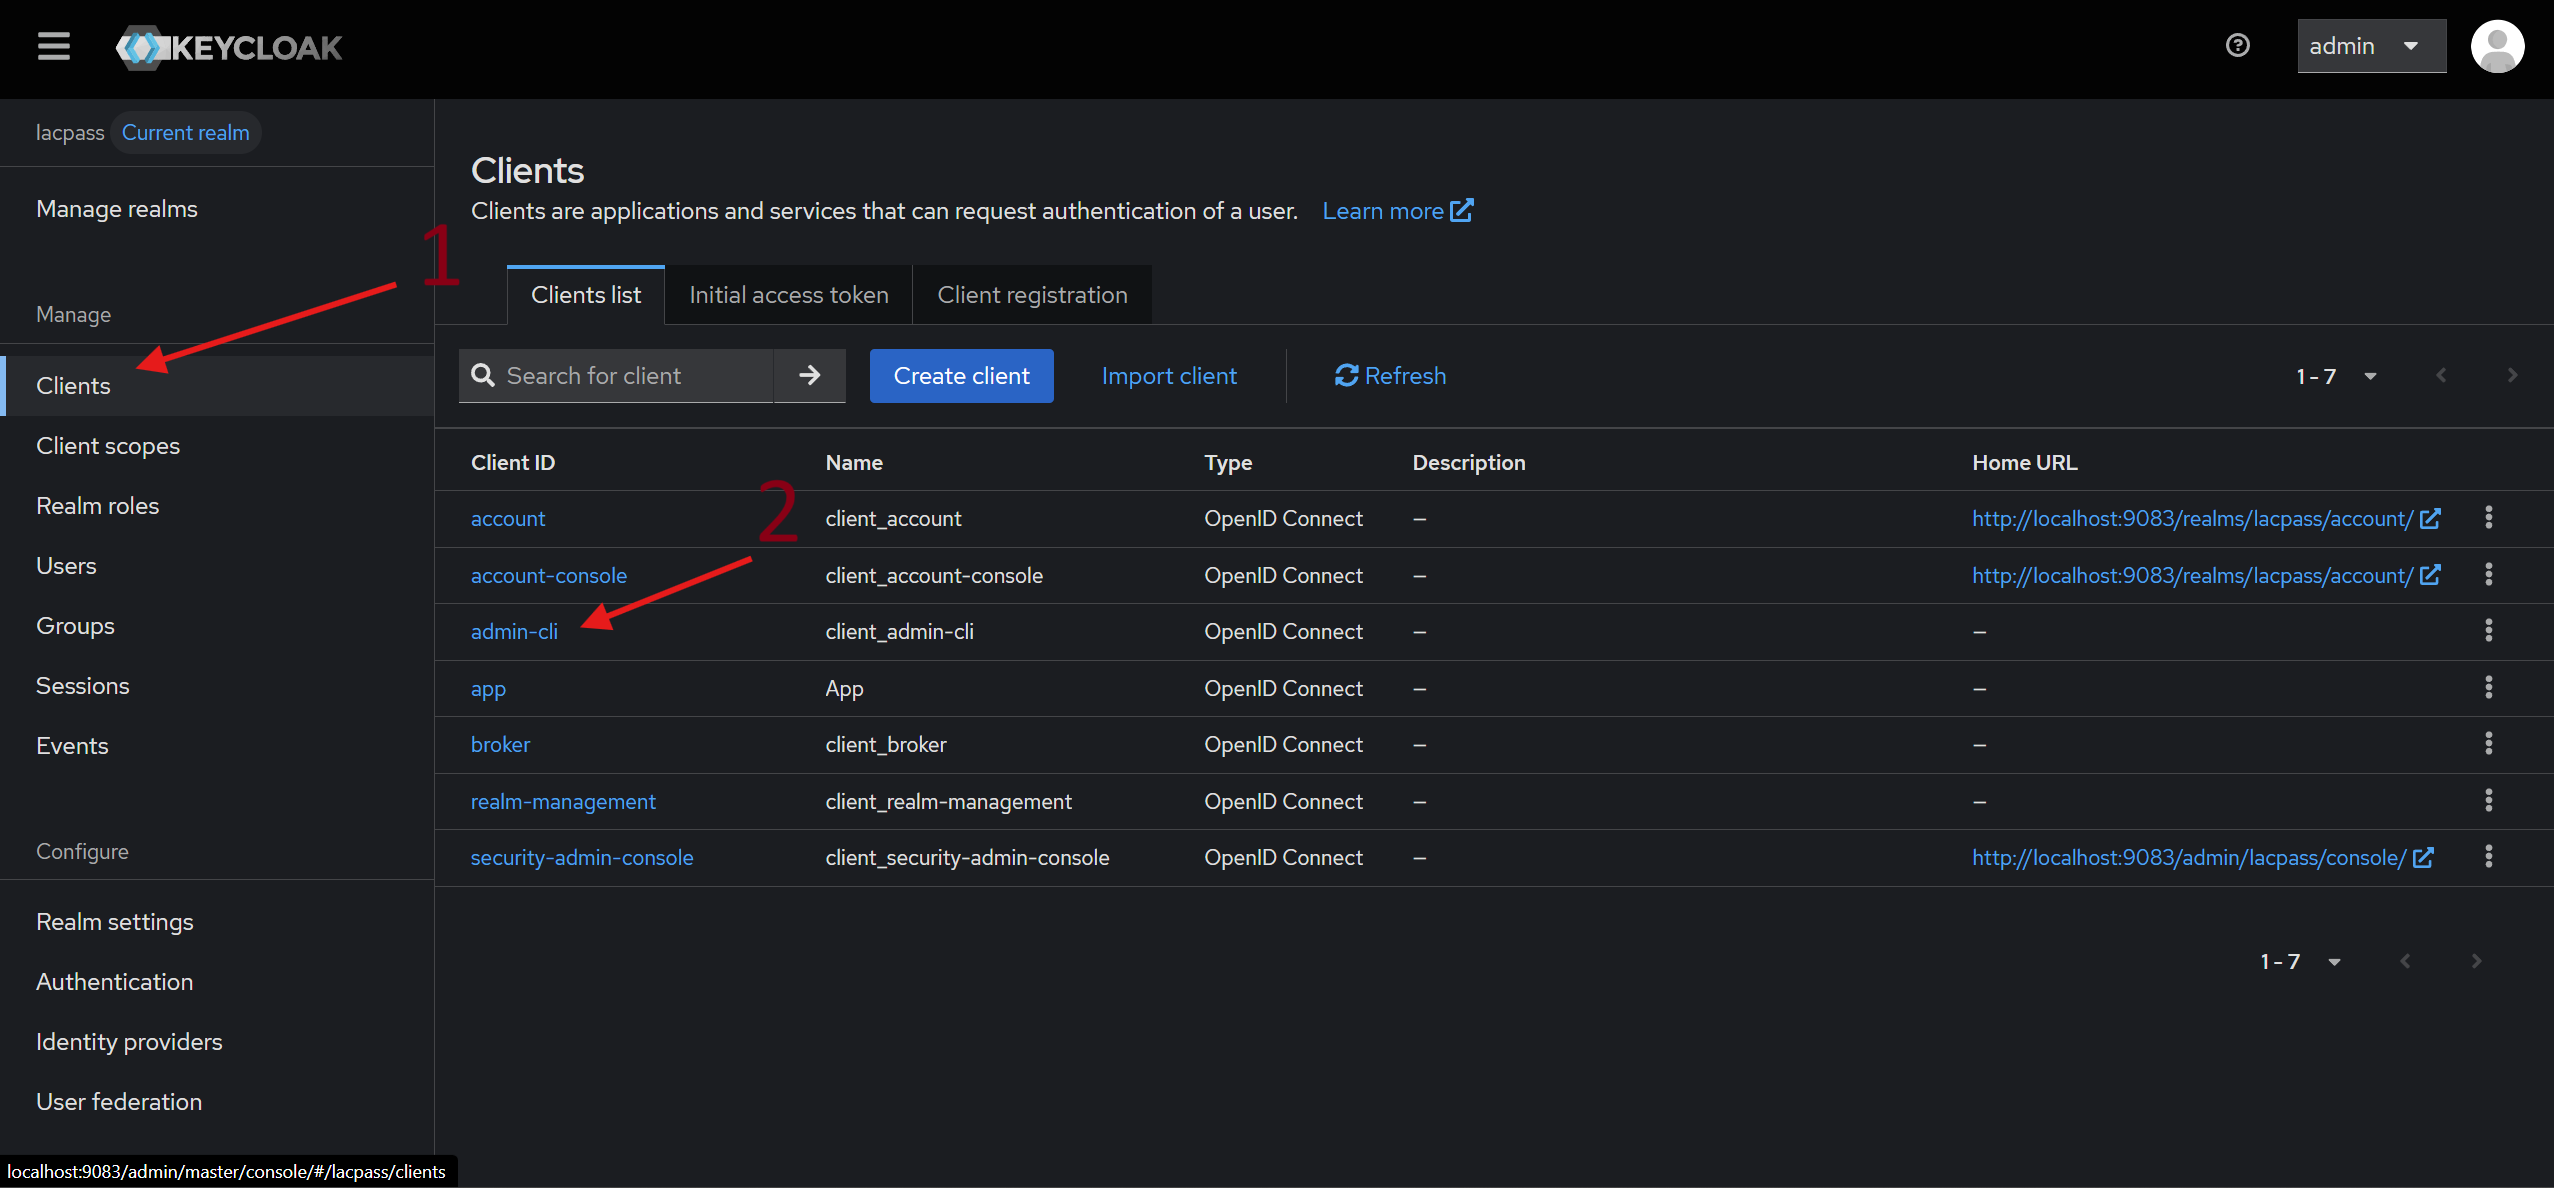 KEYCLOAK
admin
lacpass Current realm
Manage realms
Manage
Clients
Client scopes
Realm roles
Users
Groups
Sessions
Events
Configure
Realm settings
Authentication
Identity providers
User federation
localhost:9083/admin/master/console/#/lacpass/clients
1
Clients
Clients are applications and services that can request authentication of a user. Learn more
Clients list Initial access token Client registration
Search for client Create client Import client Refresh 1 - 7
Client ID Name Type Description Home URL
2
account client_account OpenID Connect – http://localhost:9083/realms/lacpass/account/
account-console client_account-console OpenID Connect – http://localhost:9083/realms/lacpass/account/
admin-cli client_admin-cli OpenID Connect – –
app App OpenID Connect – –
broker client_broker OpenID Connect – –
realm-management client_realm-management OpenID Connect – –
security-admin-console client_security-admin-console OpenID Connect – http://localhost:9083/admin/lacpass/console/
1 - 7